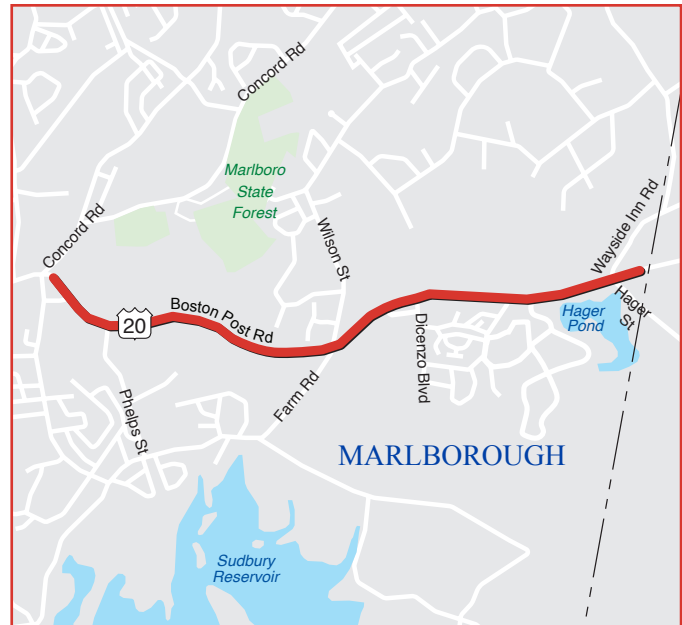 Concord Rd
Marlboro
State
Forest
Concord Rd
Wilson St
Wayside Inn Rd
Boston Post Rd
20
Hager
Pond
Hager
St
Dicenzo Blvd
Farm Rd
Phelps St
MARLBOROUGH
Sudbury
Reservoir